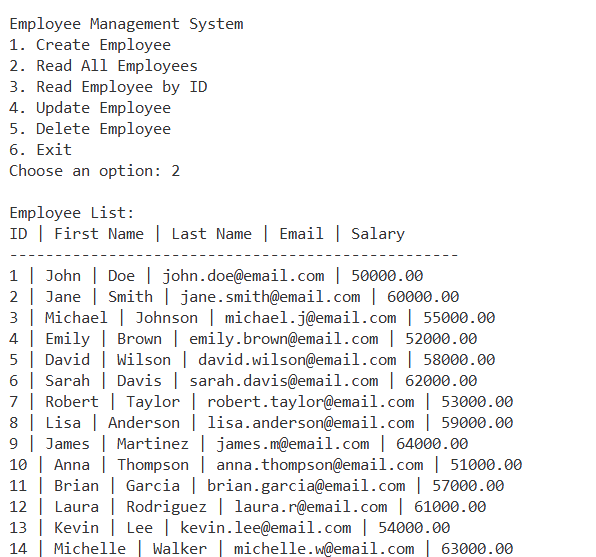 Employee Management System
1. Create Employee
2. Read All Employees
3. Read Employee by ID
4. Update Employee
5. Delete Employee
6. Exit
Choose an option: 2
Employee List:
ID | First Name | Last Name | Email | Salary
--------------------------------------------------
1 | John | Doe | john.doe@email.com | 50000.00
2 | Jane | Smith | jane.smith@email.com | 60000.00
3 | Michael | Johnson | michael.j@email.com | 55000.00
4 | Emily | Brown | emily.brown@email.com | 52000.00
5 | David | Wilson | david.wilson@email.com | 58000.00
6 | Sarah | Davis | sarah.davis@email.com | 62000.00
7 | Robert | Taylor | robert.taylor@email.com | 53000.00
8 | Lisa | Anderson | lisa.anderson@email.com | 59000.00
9 | James | Martinez | james.m@email.com | 64000.00
10 | Anna | Thompson | anna.thompson@email.com | 51000.00
11 | Brian | Garcia | brian.garcia@email.com | 57000.00
12 | Laura | Rodriguez | laura.r@email.com | 61000.00
13 | Kevin | Lee | kevin.lee@email.com | 54000.00
14 | Michelle | Walker | michelle.w@email.com | 63000.00